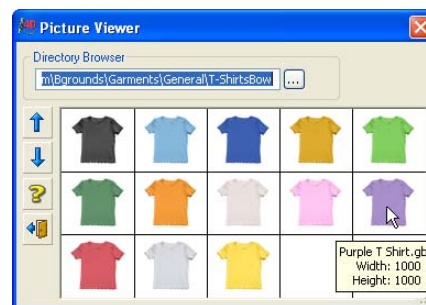 Picture Viewer
Directory Browser
m\Bgrounds\Garments\General\T-ShirtsBow
...
Purple T Shirt.gb
Width: 1000
Height: 1000